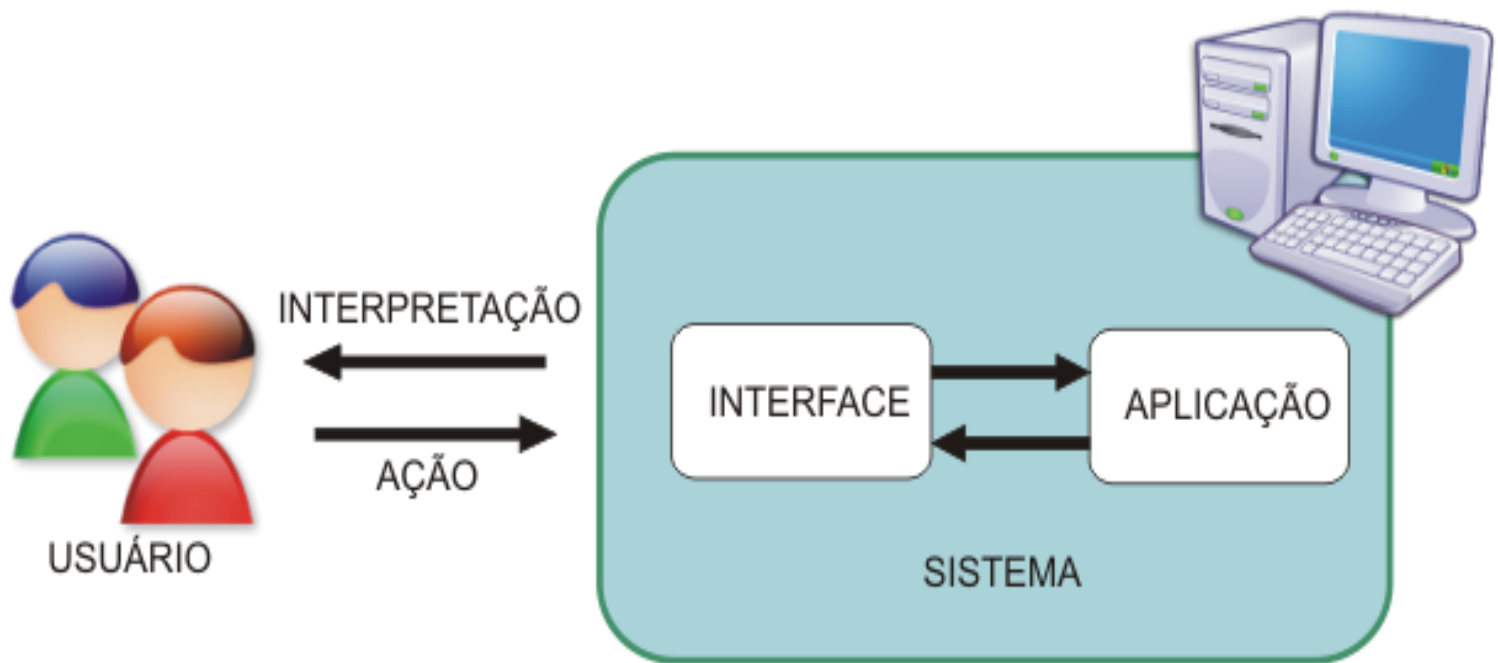 INTERPRETAÇÃO
AÇÃO
USUÁRIO
INTERFACE
APLICAÇÃO
SISTEMA